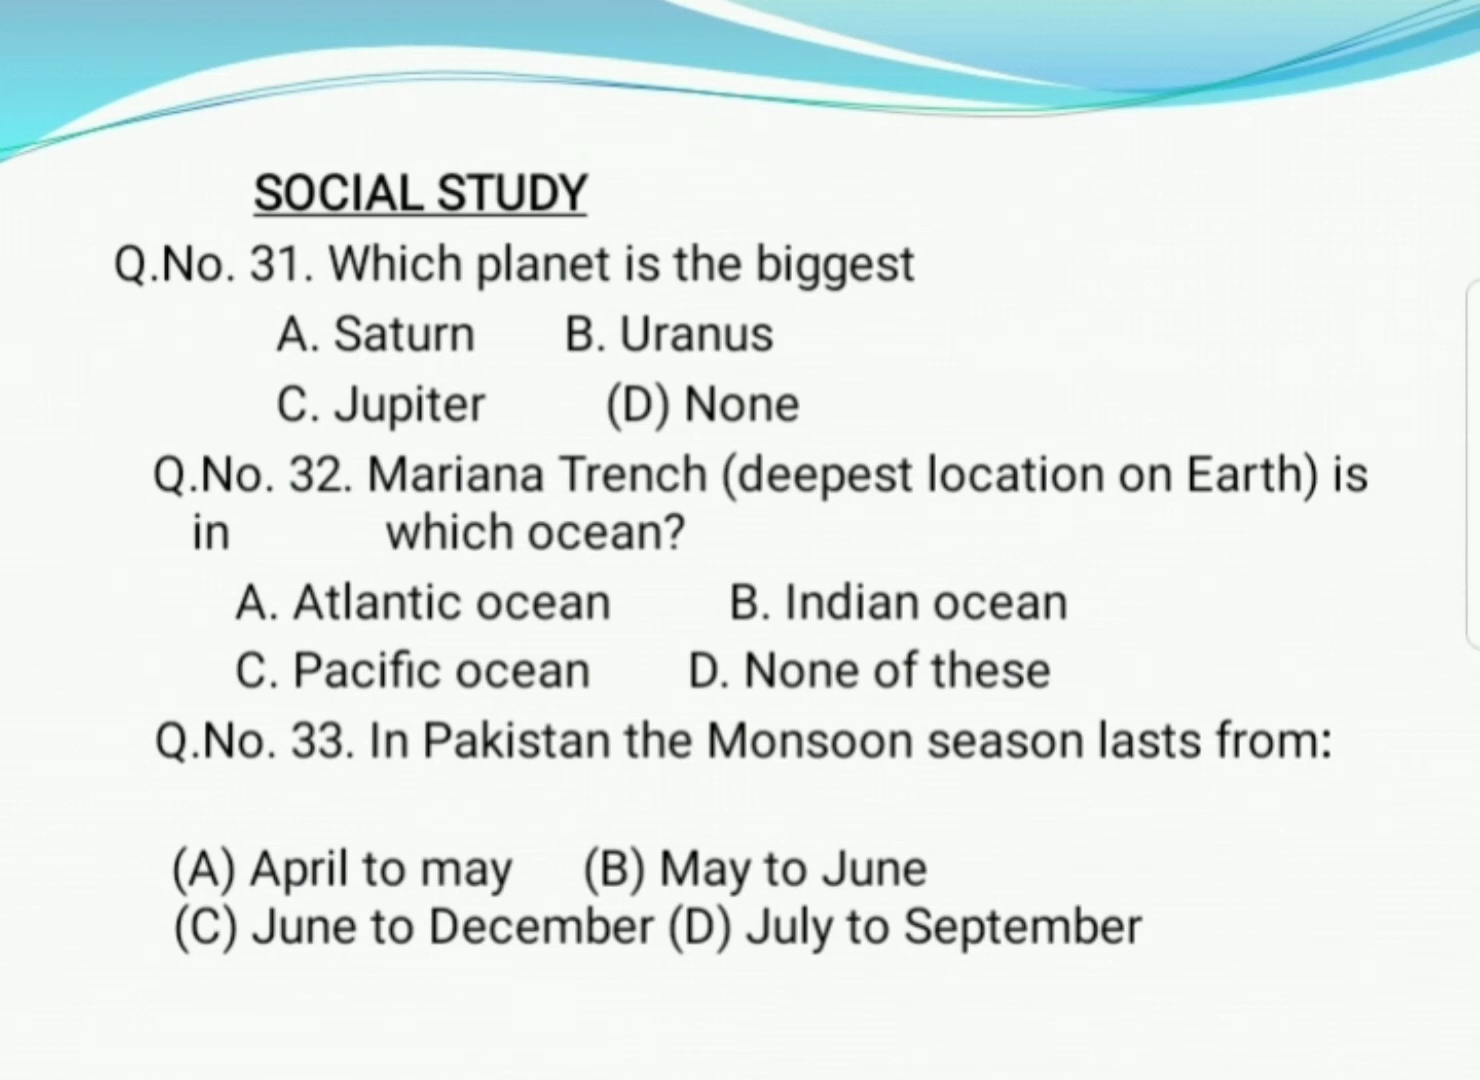 SOCIAL STUDY
Q.No. 31. Which planet is the biggest
A. Saturn B. Uranus
C. Jupiter (D) None
Q.No. 32. Mariana Trench (deepest location on Earth) is
in which ocean?
A. Atlantic ocean B. Indian ocean
C. Pacific ocean D. None of these
Q.No. 33. In Pakistan the Monsoon season lasts from:
(A) April to may (B) May to June
(C) June to December (D) July to September